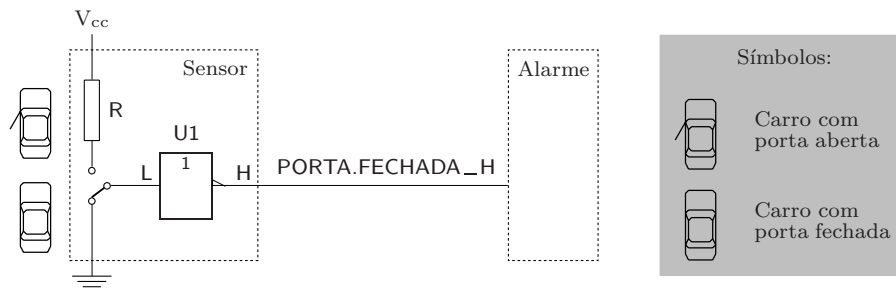 Vcc
Sensor
R
U1
1
L
H
PORTA.FECHADA_H
Alarme
Símbolos:
Carro com
porta aberta
Carro com
porta fechada